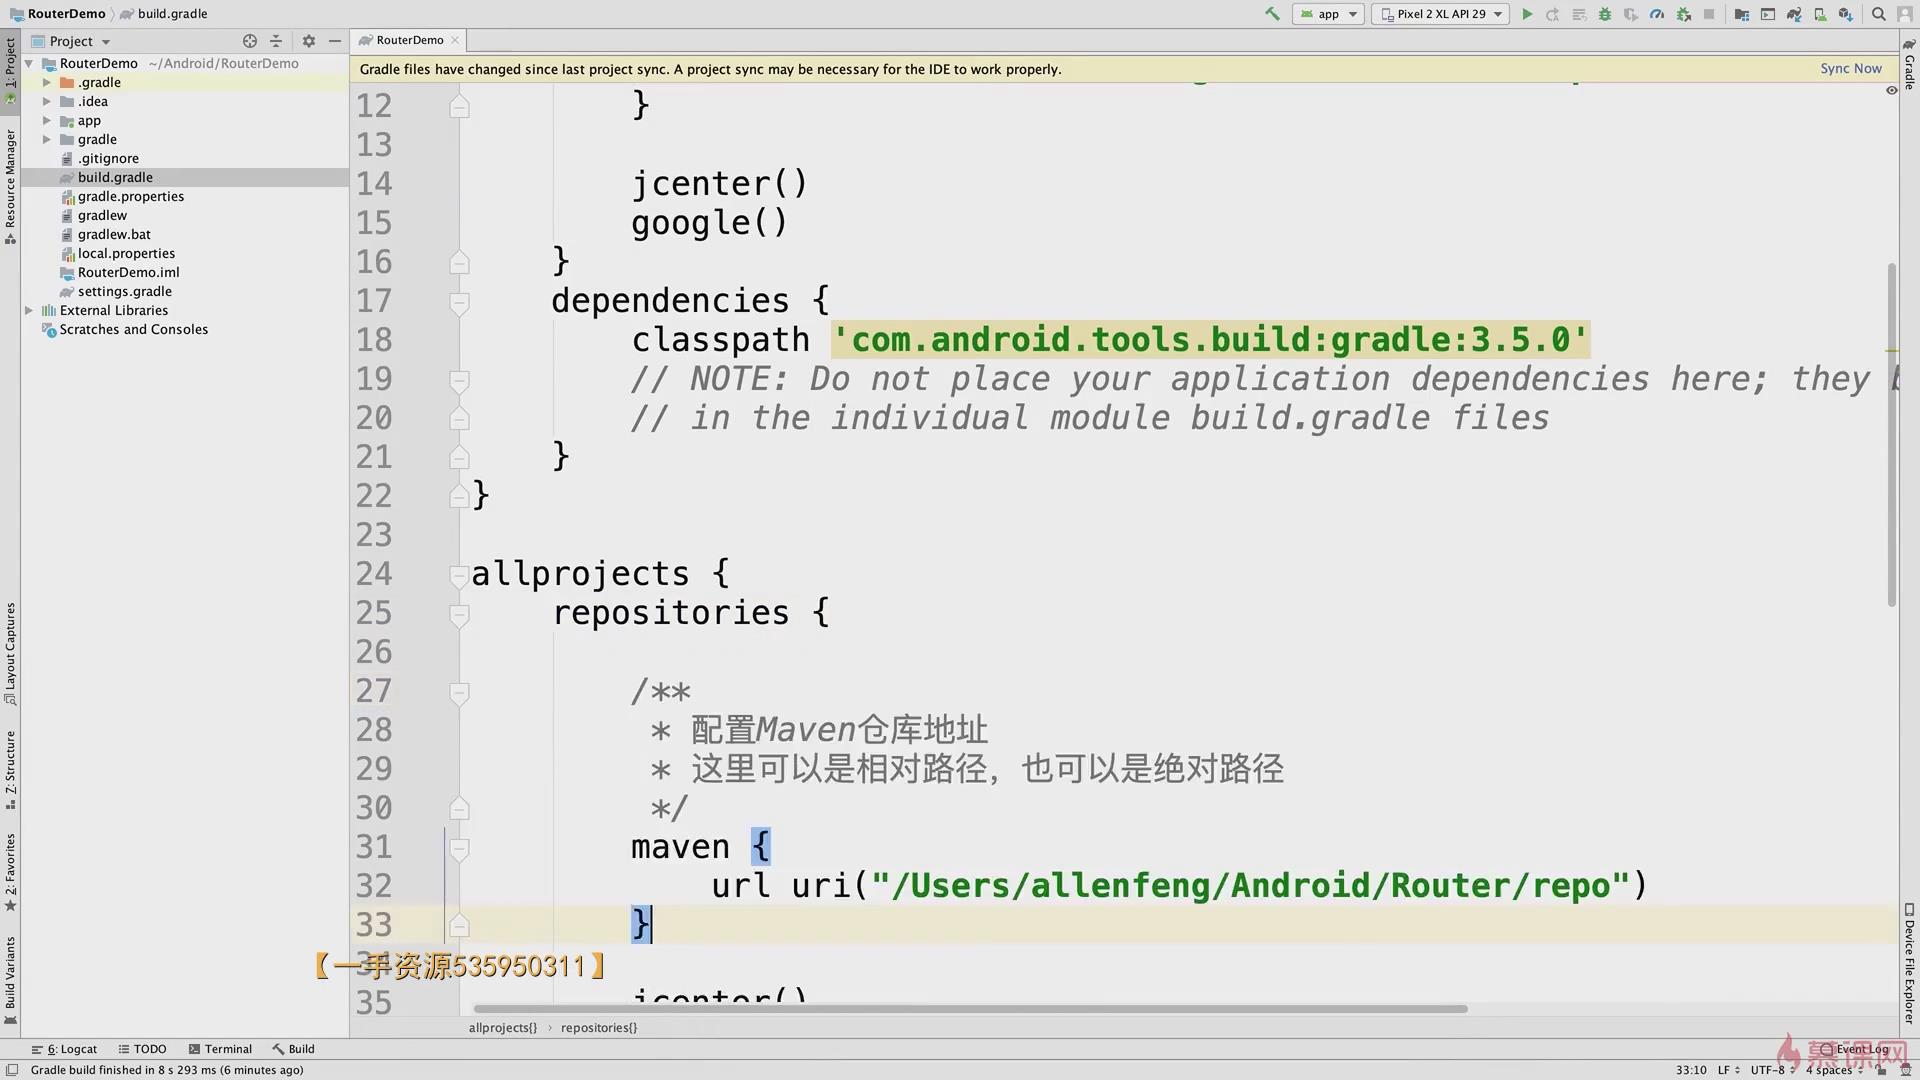 RouterDemo
build.gradle
app
Pixel 2 XL API 29
Project
RouterDemo
Gradle files have changed since last project sync. A project sync may be necessary for the IDE to work properly.
Sync Now
RouterDemo ~/Android/RouterDemo
.gradle
.idea
app
gradle
.gitignore
build.gradle
gradle.properties
gradlew
gradlew.bat
local.properties
RouterDemo.iml
settings.gradle
External Libraries
Scratches and Consoles
1: Project
Resource Manager
Layout Captures
Z: Structure
2: Favorites
Build Variants
12 }
13
14 jcenter()
15 google()
16 }
17 dependencies {
18 classpath 'com.android.tools.build:gradle:3.5.0'
19 // NOTE: Do not place your application dependencies here; they
20 // in the individual module build.gradle files
21 }
22 }
23
24 allprojects {
25 repositories {
26
27 /**
28 * 配置Maven仓库地址
29 * 这里可以是相对路径，也可以是绝对路径
30 */
31 maven {
32 url uri("/Users/allenfeng/Android/Router/repo")
33 }
【一手资源535950311】
35 jcenter()
allprojects{} › repositories{}
Gradle
Device File Explorer
6: Logcat
TODO
Terminal
Build
Event Log
慕课网
Gradle build finished in 8 s 293 ms (6 minutes ago)
33:10 LF UTF-8 4 spaces